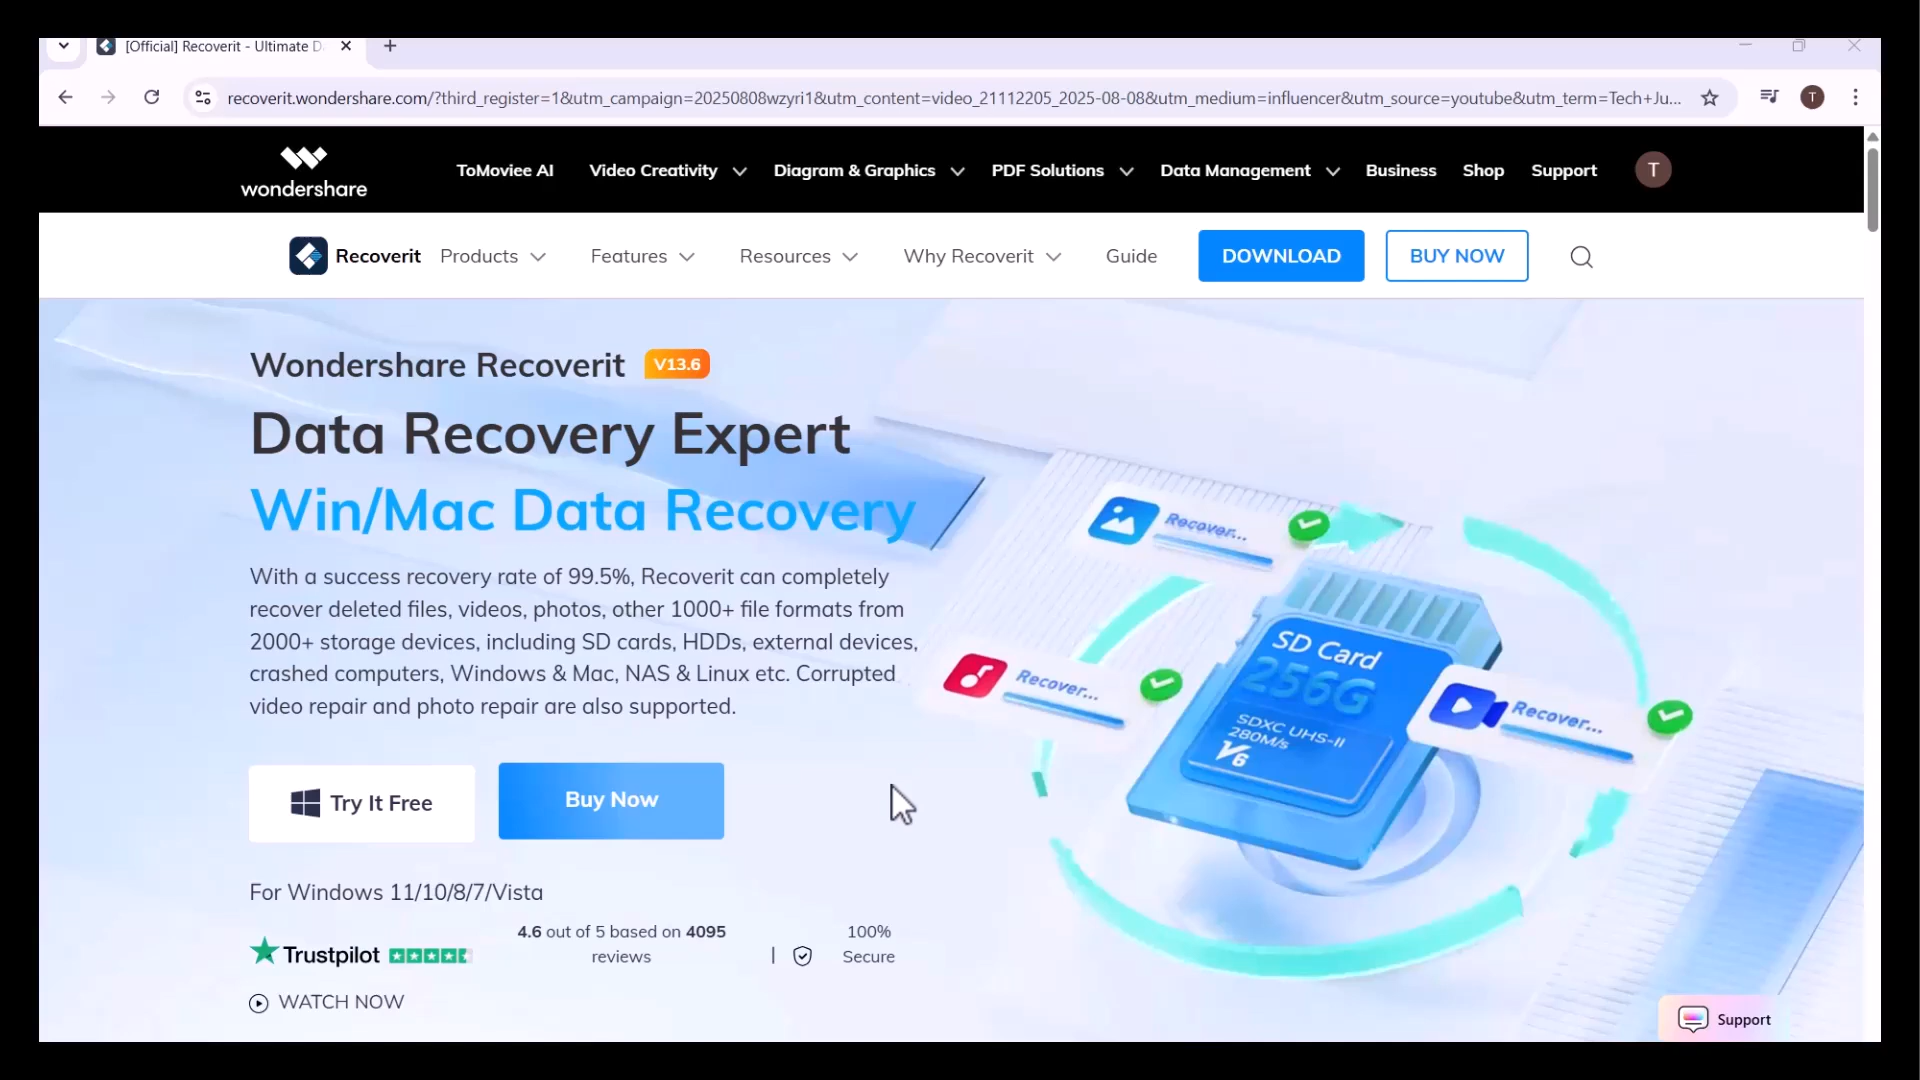 [Official] Recoverit - Ultimate D
recoverit.wondershare.com/?third_register=1&utm_campaign=20250808wzyri1&utm_content=video_21112205_2025-08-08&utm_medium=influencer&utm_source=youtube&utm_term=Tech+Ju...
T
wondershare
ToMoviee AI Video Creativity Diagram & Graphics PDF Solutions Data Management Business Shop Support T
Recoverit Products Features Resources Why Recoverit Guide DOWNLOAD BUY NOW
Wondershare Recoverit V13.6
Data Recovery Expert
Win/Mac Data Recovery
With a success recovery rate of 99.5%, Recoverit can completely
recover deleted files, videos, photos, other 1000+ file formats from
2000+ storage devices, including SD cards, HDDs, external devices,
crashed computers, Windows & Mac, NAS & Linux etc. Corrupted
video repair and photo repair are also supported.
Try It Free Buy Now
For Windows 11/10/8/7/Vista
Trustpilot
4.6 out of 5 based on 4095
reviews
100%
Secure
WATCH NOW
Recover...
Recover...
Recover...
SD Card
256G
SDXC UHS-II
280M/s
V6
Support